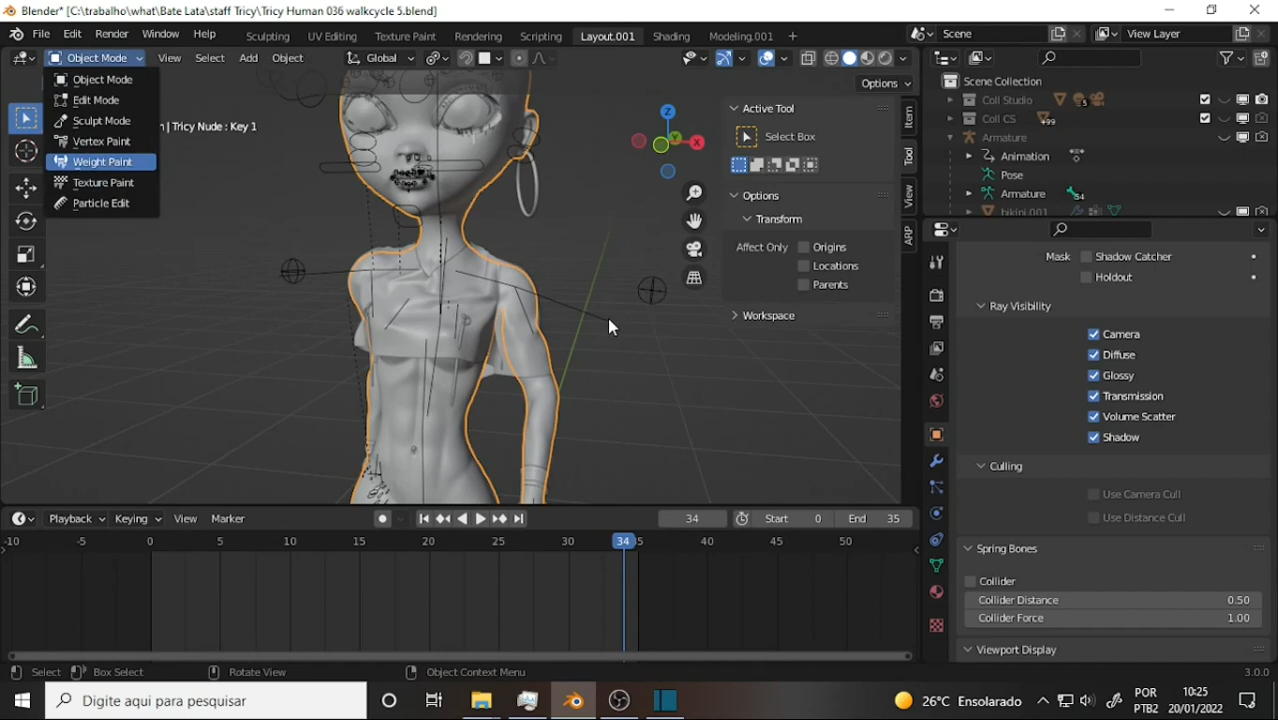 Blender* [C:\trabalho\what\Bate Lata\staff Tricy\Tricy Human 036 walkcycle 5.blend]
File Edit Render Window Help Sculpting UV Editing Texture Paint Rendering Scripting Layout.001 Shading Modeling.001 + Scene View Layer
Object Mode View Select Add Object Global
Options
Object Mode
Edit Mode
Sculpt Mode
Vertex Paint
Weight Paint
Texture Paint
Particle Edit
| Tricy Nude : Key 1
Z
Y
X
Active Tool
Select Box
Options
Transform
Affect Only Origins
Locations
Parents
Workspace
Item
Tool
View
ARP
Scene Collection
Coll Studio 5
Coll CS +99
Armature
Animation
Pose
Armature 54
bikini.001
Mask Shadow Catcher
Holdout
Ray Visibility
Camera
Diffuse
Glossy
Transmission
Volume Scatter
Shadow
Culling
Use Camera Cull
Use Distance Cull
Spring Bones
Collider
Collider Distance 0.50
Collider Force 1.00
Viewport Display
Playback Keying View Marker 34 Start 0 End 35
-10 0 5 10 15 20 25 30 34 35 40 45 50
Select Box Select Rotate View Object Context Menu 3.0.0
Digite aqui para pesquisar 26°C Ensolarado POR PTB2 10:25 20/01/2022